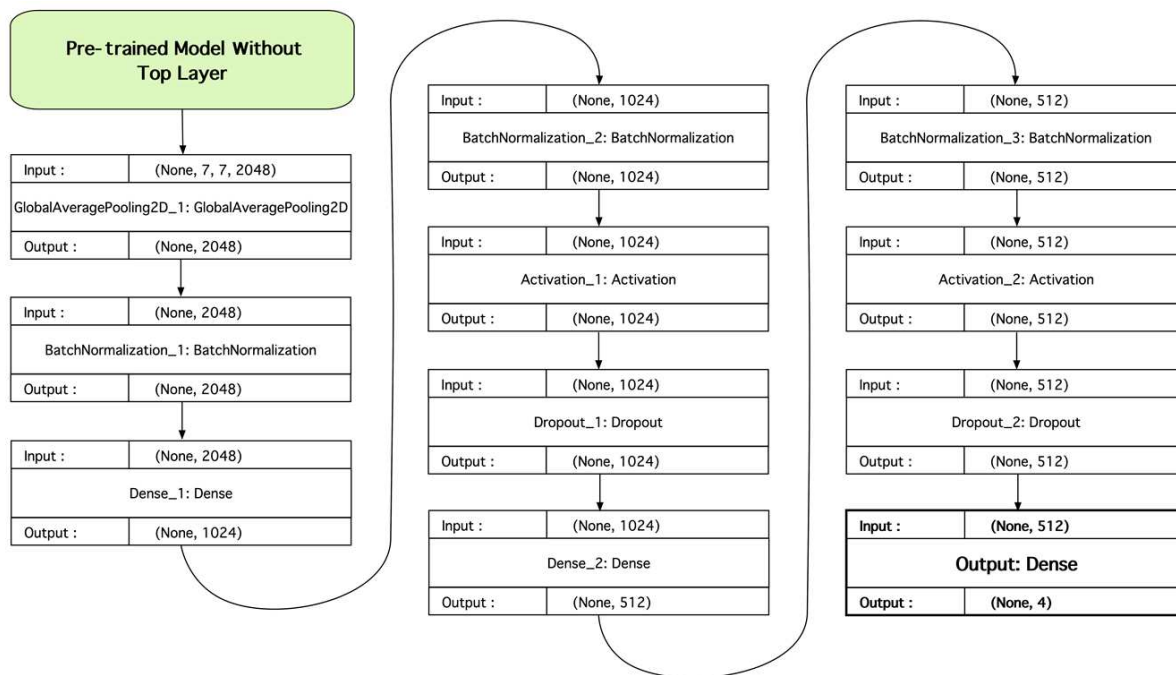 Pre-trained Model Without
Top Layer
Input : (None, 7, 7, 2048)
GlobalAveragePooling2D_1: GlobalAveragePooling2D
Output : (None, 2048)
Input : (None, 2048)
BatchNormalization_1: BatchNormalization
Output : (None, 2048)
Input : (None, 2048)
Dense_1: Dense
Output : (None, 1024)
Input : (None, 1024)
BatchNormalization_2: BatchNormalization
Output : (None, 1024)
Input : (None, 1024)
Activation_1: Activation
Output : (None, 1024)
Input : (None, 1024)
Dropout_1: Dropout
Output : (None, 1024)
Input : (None, 1024)
Dense_2: Dense
Output : (None, 512)
Input : (None, 512)
BatchNormalization_3: BatchNormalization
Output : (None, 512)
Input : (None, 512)
Activation_2: Activation
Output : (None, 512)
Input : (None, 512)
Dropout_2: Dropout
Output : (None, 512)
Input : (None, 512)
Output: Dense
Output : (None, 4)